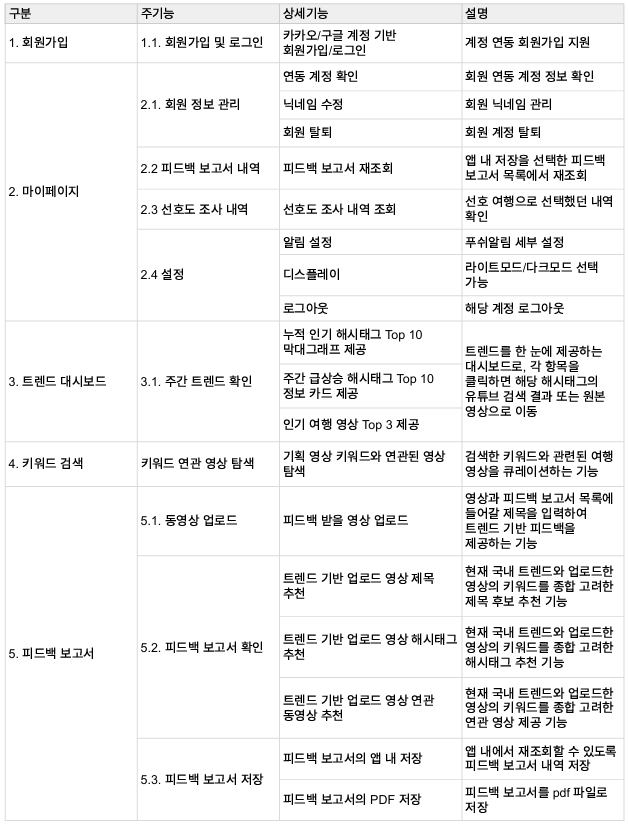 구분 주기능 상세기능 설명
1. 회원가입 1.1. 회원가입 및 로그인 카카오/구글 계정 기반
회원가입/로그인 계정 연동 회원가입 지원
2. 마이페이지
2.1. 회원 정보 관리
연동 계정 확인 회원 연동 계정 정보 확인
닉네임 수정 회원 닉네임 관리
회원 탈퇴 회원 계정 탈퇴
2.2 피드백 보고서 내역 피드백 보고서 재조회
앱 내 저장을 선택한 피드백
보고서 목록에서 재조회
2.3 선호도 조사 내역 선호도 조사 내역 조회
선호 여행으로 선택했던 내역
확인
2.4 설정
알림 설정 푸쉬알림 세부 설정
디스플레이
라이트모드/다크모드 선택
가능
로그아웃 해당 계정 로그아웃
3. 트렌드 대시보드 3.1. 주간 트렌드 확인
누적 인기 해시태그 Top 10
막대그래프 제공
주간 급상승 해시태그 Top 10
정보 카드 제공
인기 여행 영상 Top 3 제공
트렌드를 한 눈에 제공하는
대시보드로, 각 항목을
클릭하면 해당 해시태그의
유튜브 검색 결과 또는 원본
영상으로 이동
4. 키워드 검색 키워드 연관 영상 탐색
기획 영상 키워드와 연관된 영상
탐색
검색한 키워드와 관련된 여행
영상을 큐레이션하는 기능
5. 피드백 보고서
5.1. 동영상 업로드 피드백 받을 영상 업로드
영상과 피드백 보고서 목록에
들어갈 제목을 입력하여
트렌드 기반 피드백을
제공하는 기능
5.2. 피드백 보고서 확인
트렌드 기반 업로드 영상 제목
추천
현재 국내 트렌드와 업로드한
영상의 키워드를 종합 고려한
제목 후보 추천 기능
트렌드 기반 업로드 영상 해시태그
추천
현재 국내 트렌드와 업로드한
영상의 키워드를 종합 고려한
해시태그 추천 기능
트렌드 기반 업로드 영상 연관
동영상 추천
현재 국내 트렌드와 업로드한
영상의 키워드를 종합 고려한
연관 영상 제공 기능
5.3. 피드백 보고서 저장
피드백 보고서의 앱 내 저장
앱 내에서 재조회할 수 있도록
피드백 보고서 내역 저장
피드백 보고서의 PDF 저장
피드백 보고서를 pdf 파일로
저장